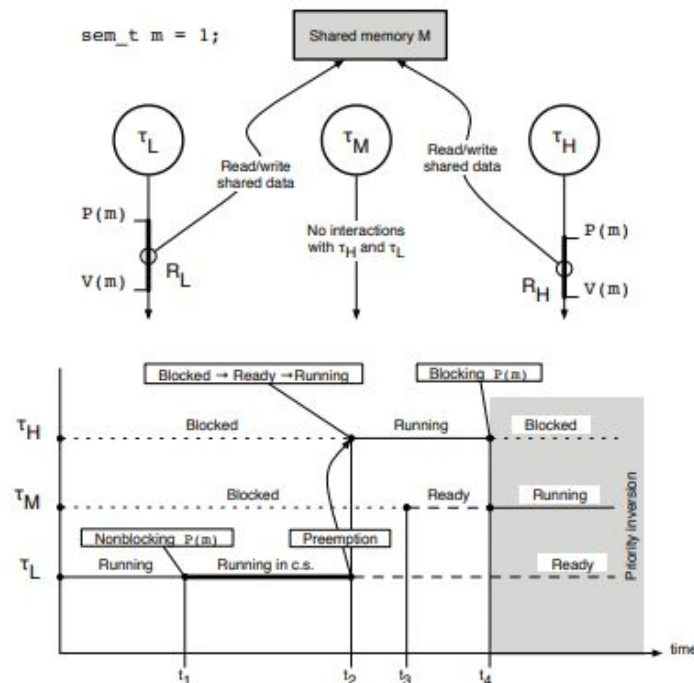 sem_t m = 1;
Shared memory M
τL
τM
τH
Read/write
shared data
Read/write
shared data
P(m)
V(m)
RL
No interactions
with τH and τL
P(m)
V(m)
RH
Blocked → Ready → Running
Blocking P(m)
τH
Blocked
Running
Blocked
τM
Blocked
Ready
Running
Nonblocking P(m)
Preemption
τL
Running
Running in c.s.
Ready
Priority inversion
time
t1
t2
t3
t4